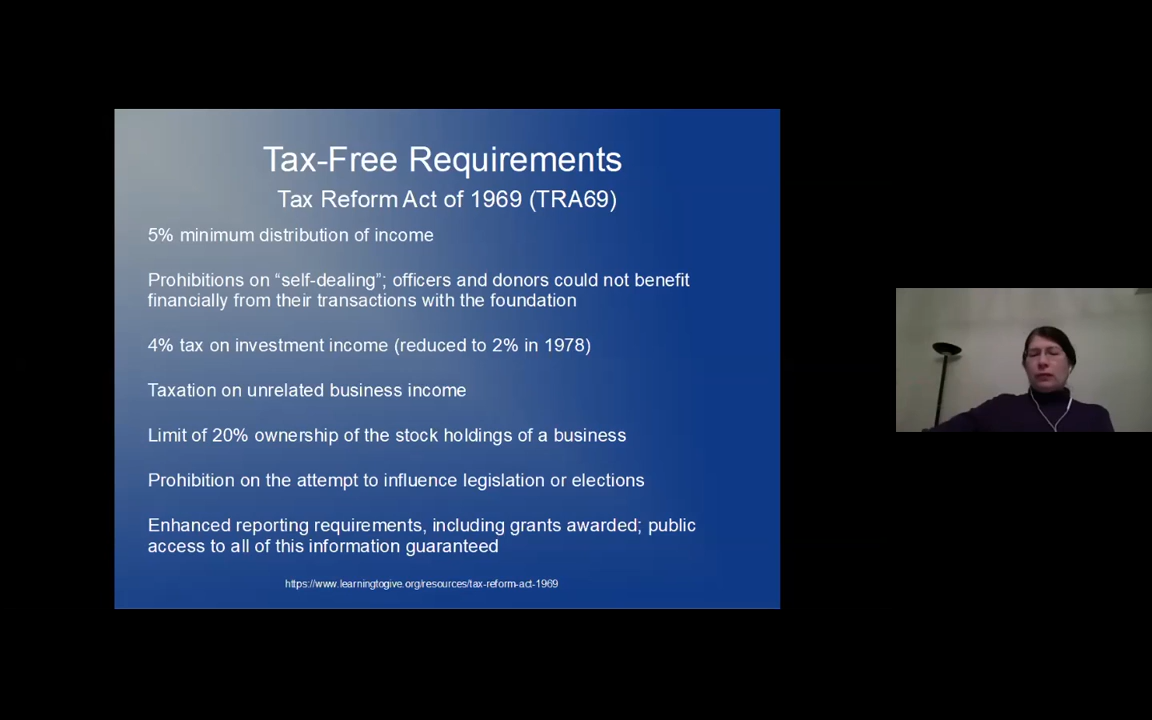 Tax-Free Requirements
Tax Reform Act of 1969 (TRA69)
5% minimum distribution of income
Prohibitions on “self-dealing”; officers and donors could not benefit
financially from their transactions with the foundation
4% tax on investment income (reduced to 2% in 1978)
Taxation on unrelated business income
Limit of 20% ownership of the stock holdings of a business
Prohibition on the attempt to influence legislation or elections
Enhanced reporting requirements, including grants awarded; public
access to all of this information guaranteed
https://www.learningtogive.org/resources/tax-reform-act-1969